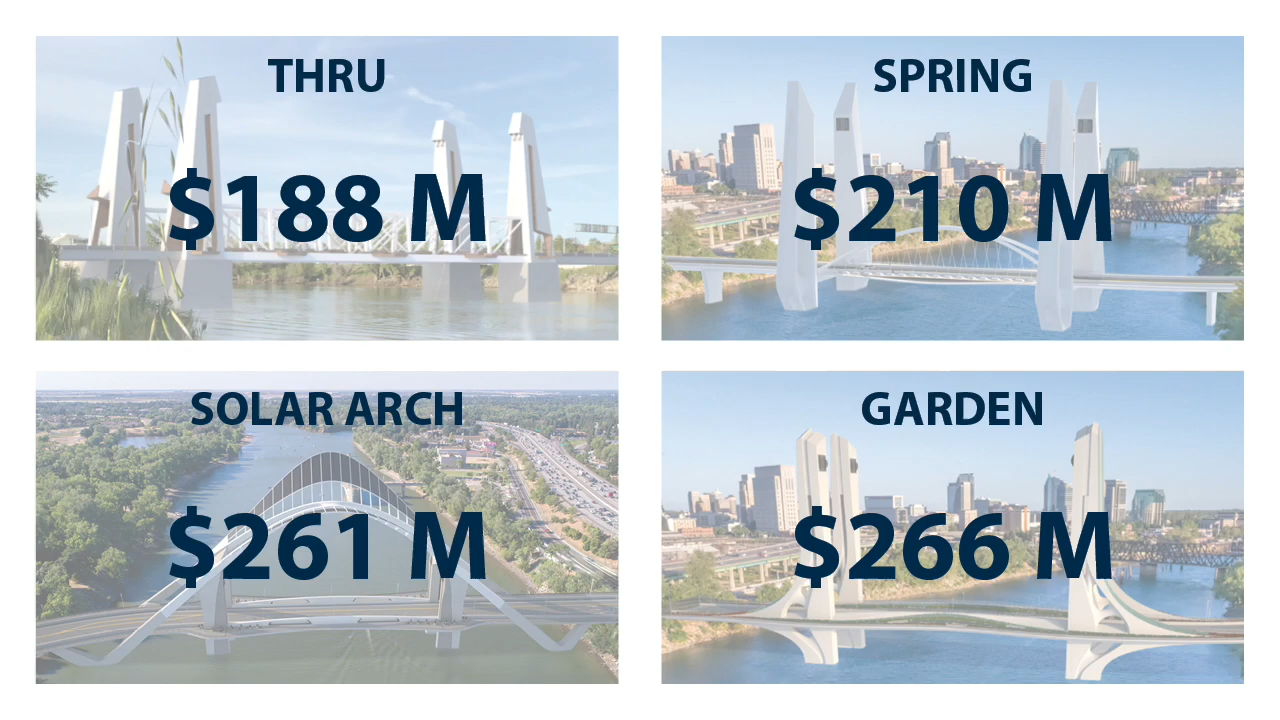 THRU
$188 M
SPRING
$210 M
SOLAR ARCH
$261 M
GARDEN
$266 M